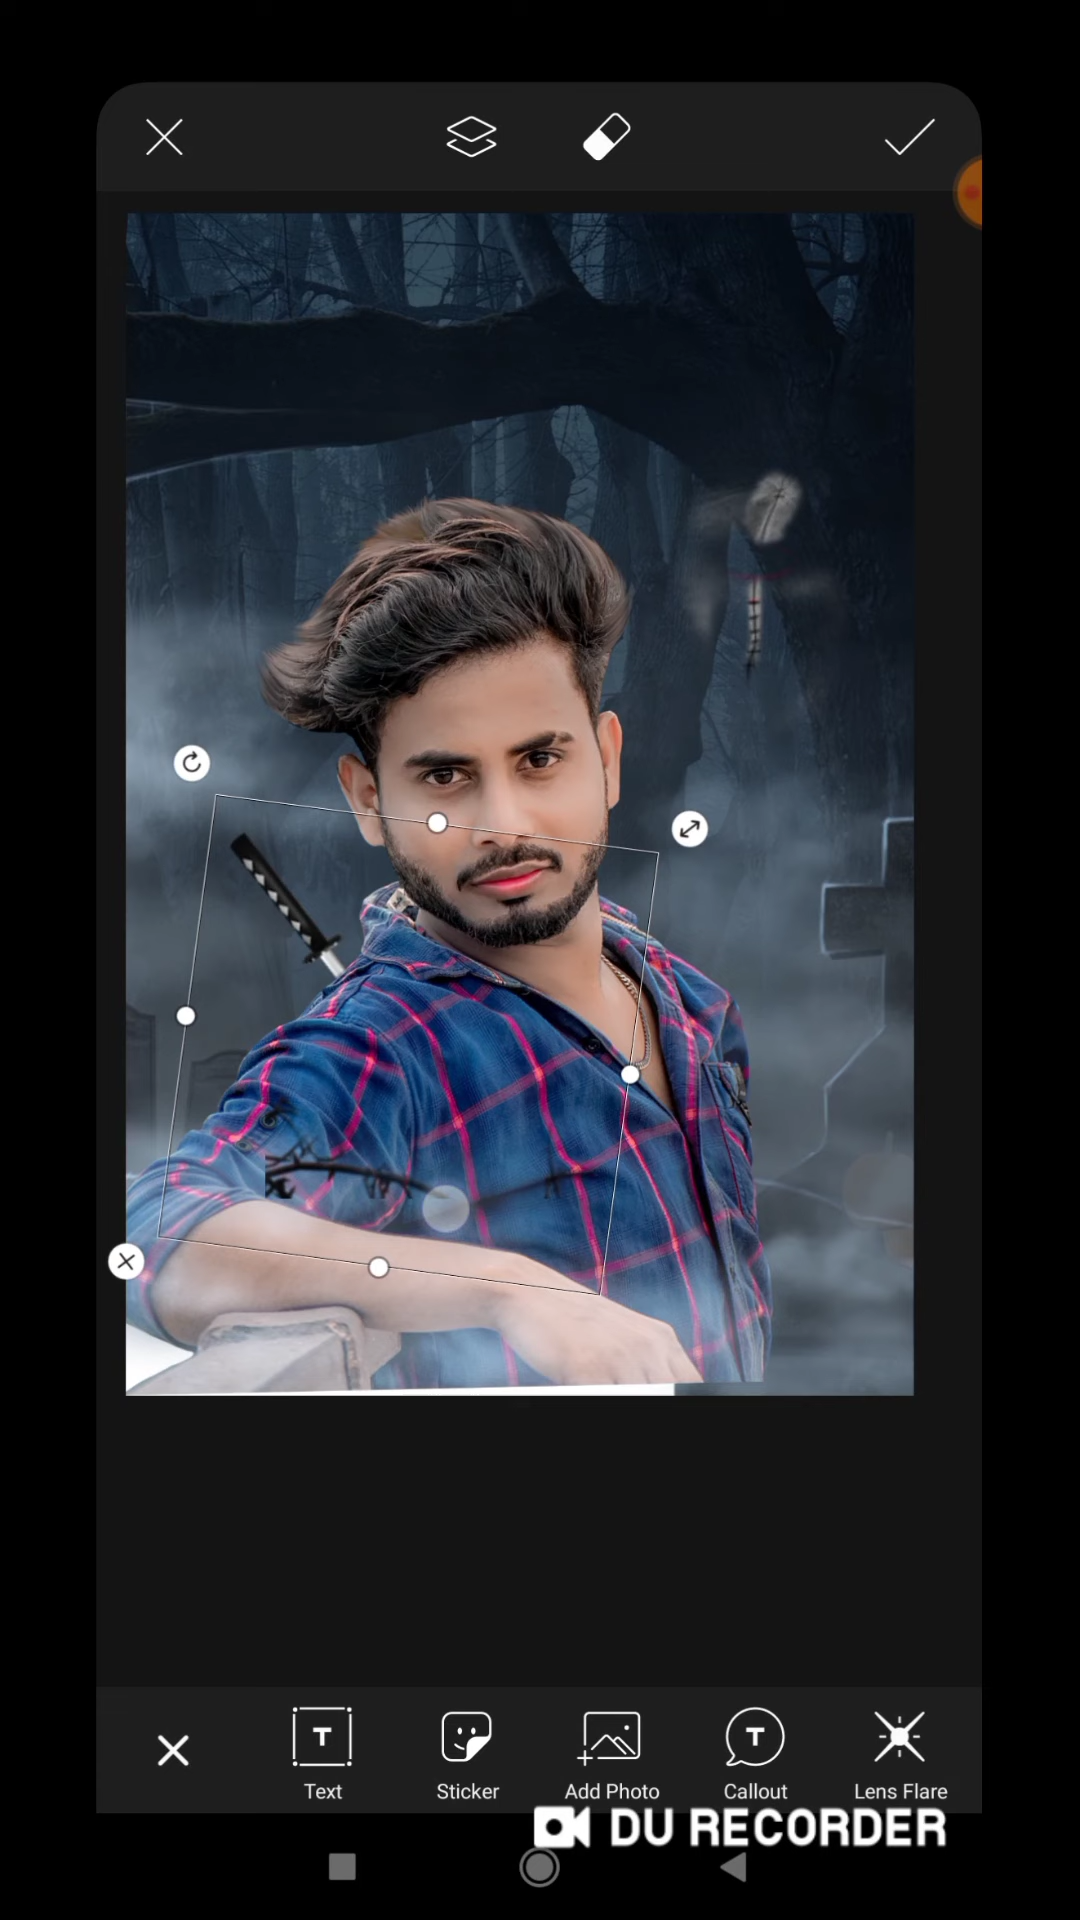 Text
Sticker
Add Photo
Callout
Lens Flare
DU RECORDER